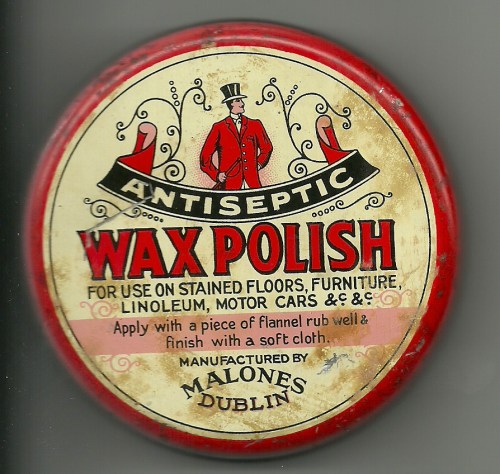 ANTISEPTIC
WAX POLISH
FOR USE ON STAINED FLOORS, FURNITURE,
LINOLEUM, MOTOR CARS &c &c
Apply with a piece of flannel rub well &
finish with a soft cloth.
MANUFACTURED BY
MALONES
DUBLIN